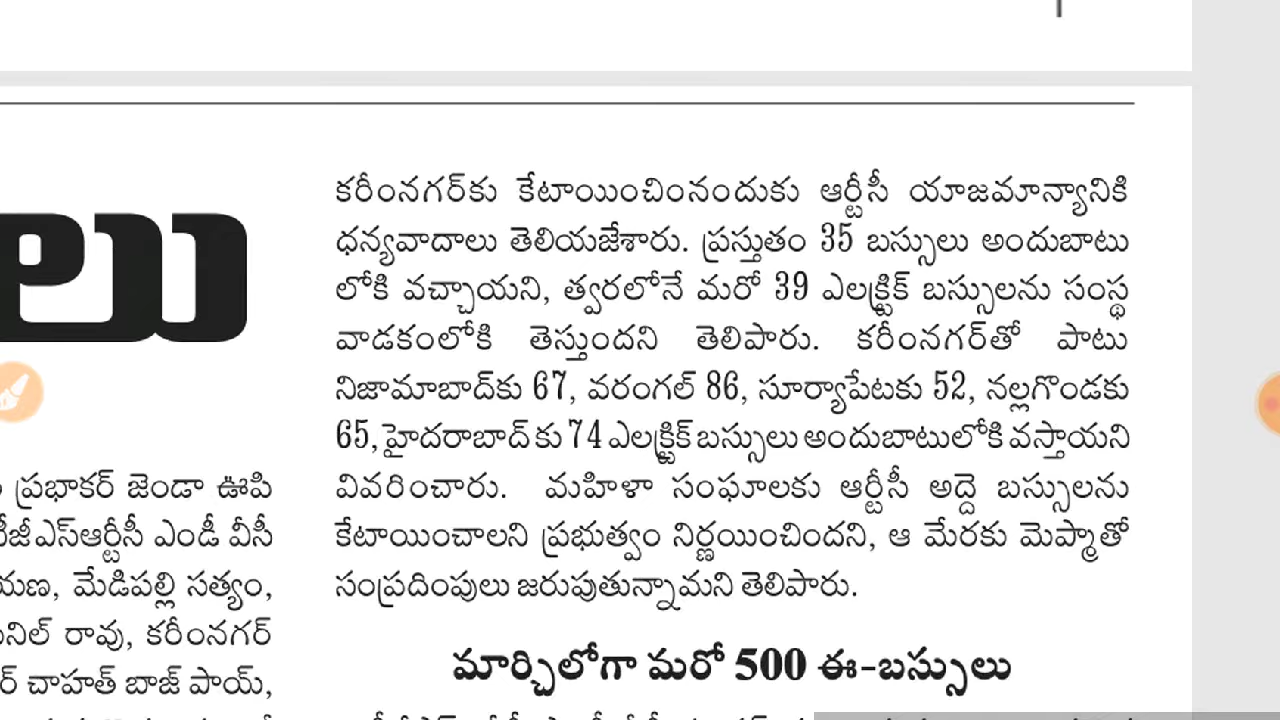 లు
ప్రభాకర్ జెండా ఊపి
ఎండీ వీసీ
మేడిపల్లి సత్యం,
రావు, కరీంనగర్
చాహత్ బాజ్ పాయ్,
కరీంనగర్‌కు కేటాయించింనందుకు ఆర్టీసీ యాజమాన్యానికి
ధన్యవాదాలు తెలియజేశారు. ప్రస్తుతం 35 బస్సులు అందుబాటు
లోకి వచ్చాయని, త్వరలోనే మరో 39 ఎలక్ట్రిక్ బస్సులను సంస్థ
వాడకంలోకి తెస్తుందని తెలిపారు. కరీంనగర్‌తో పాటు
నిజామాబాద్‌కు 67, వరంగల్ 86, సూర్యాపేటకు 52, నల్లగొండకు
65, హైదరాబాద్ కు 74 ఎలక్ట్రిక్ బస్సులు అందుబాటులోకి వస్తాయని
వివరించారు. మహిళా సంఘాలకు ఆర్టీసీ అద్దె బస్సులను
కేటాయించాలని ప్రభుత్వం నిర్ణయించిందని, ఆ మేరకు మెప్మాతో
సంప్రదింపులు జరుపుతున్నామని తెలిపారు.
మార్చిలోగా మరో 500 ఈ-బస్సులు